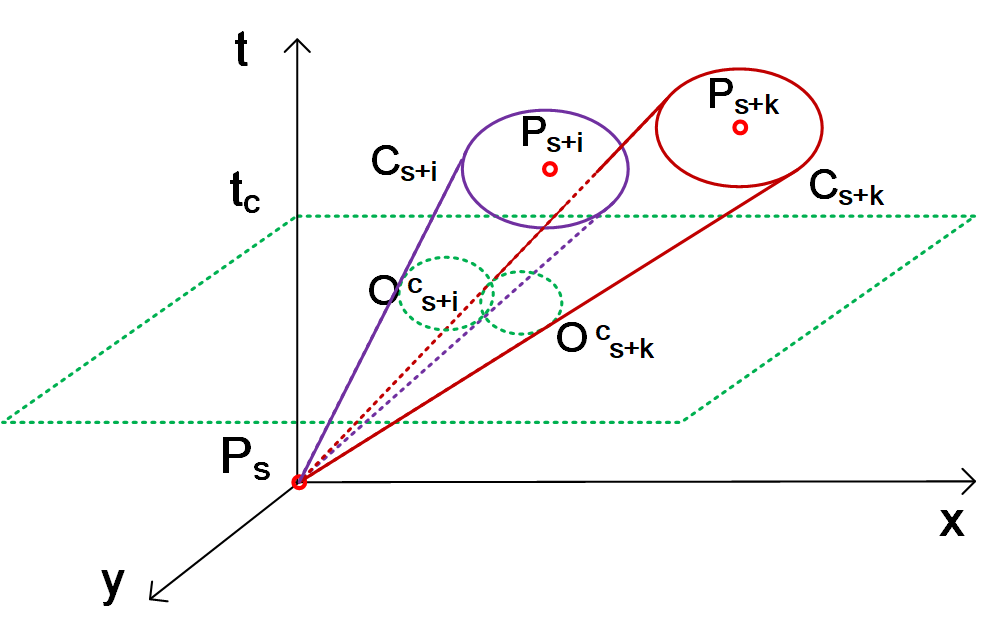 t
P_{s+k}
P_{s+i}
C_{s+i}
C_{s+k}
t_c
O^c_{s+i}
O^c_{s+k}
P_s
x
y